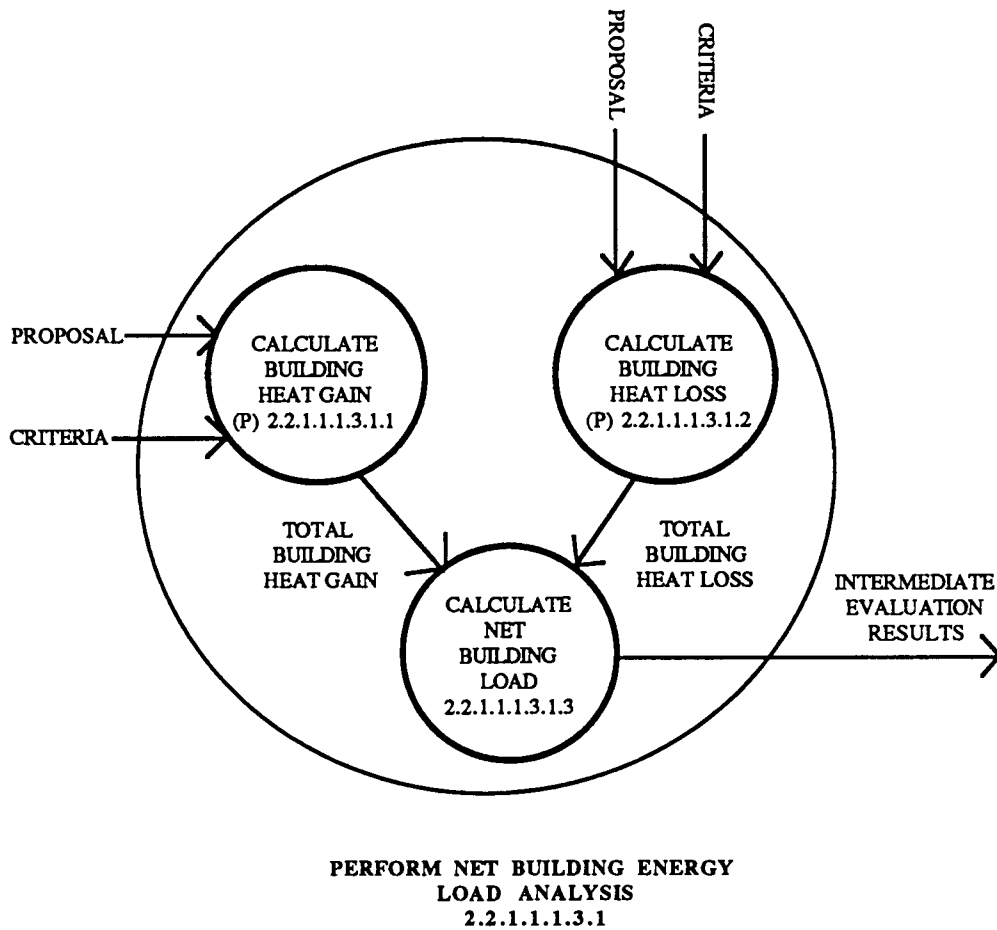 PROPOSAL
CRITERIA
PROPOSAL
CRITERIA
CALCULATE
BUILDING
HEAT GAIN
(P) 2.2.1.1.1.3.1.1
CALCULATE
BUILDING
HEAT LOSS
(P) 2.2.1.1.1.3.1.2
TOTAL
BUILDING
HEAT GAIN
TOTAL
BUILDING
HEAT LOSS
CALCULATE
NET
BUILDING
LOAD
2.2.1.1.1.3.1.3
INTERMEDIATE
EVALUATION
RESULTS
PERFORM NET BUILDING ENERGY
LOAD ANALYSIS
2.2.1.1.1.3.1